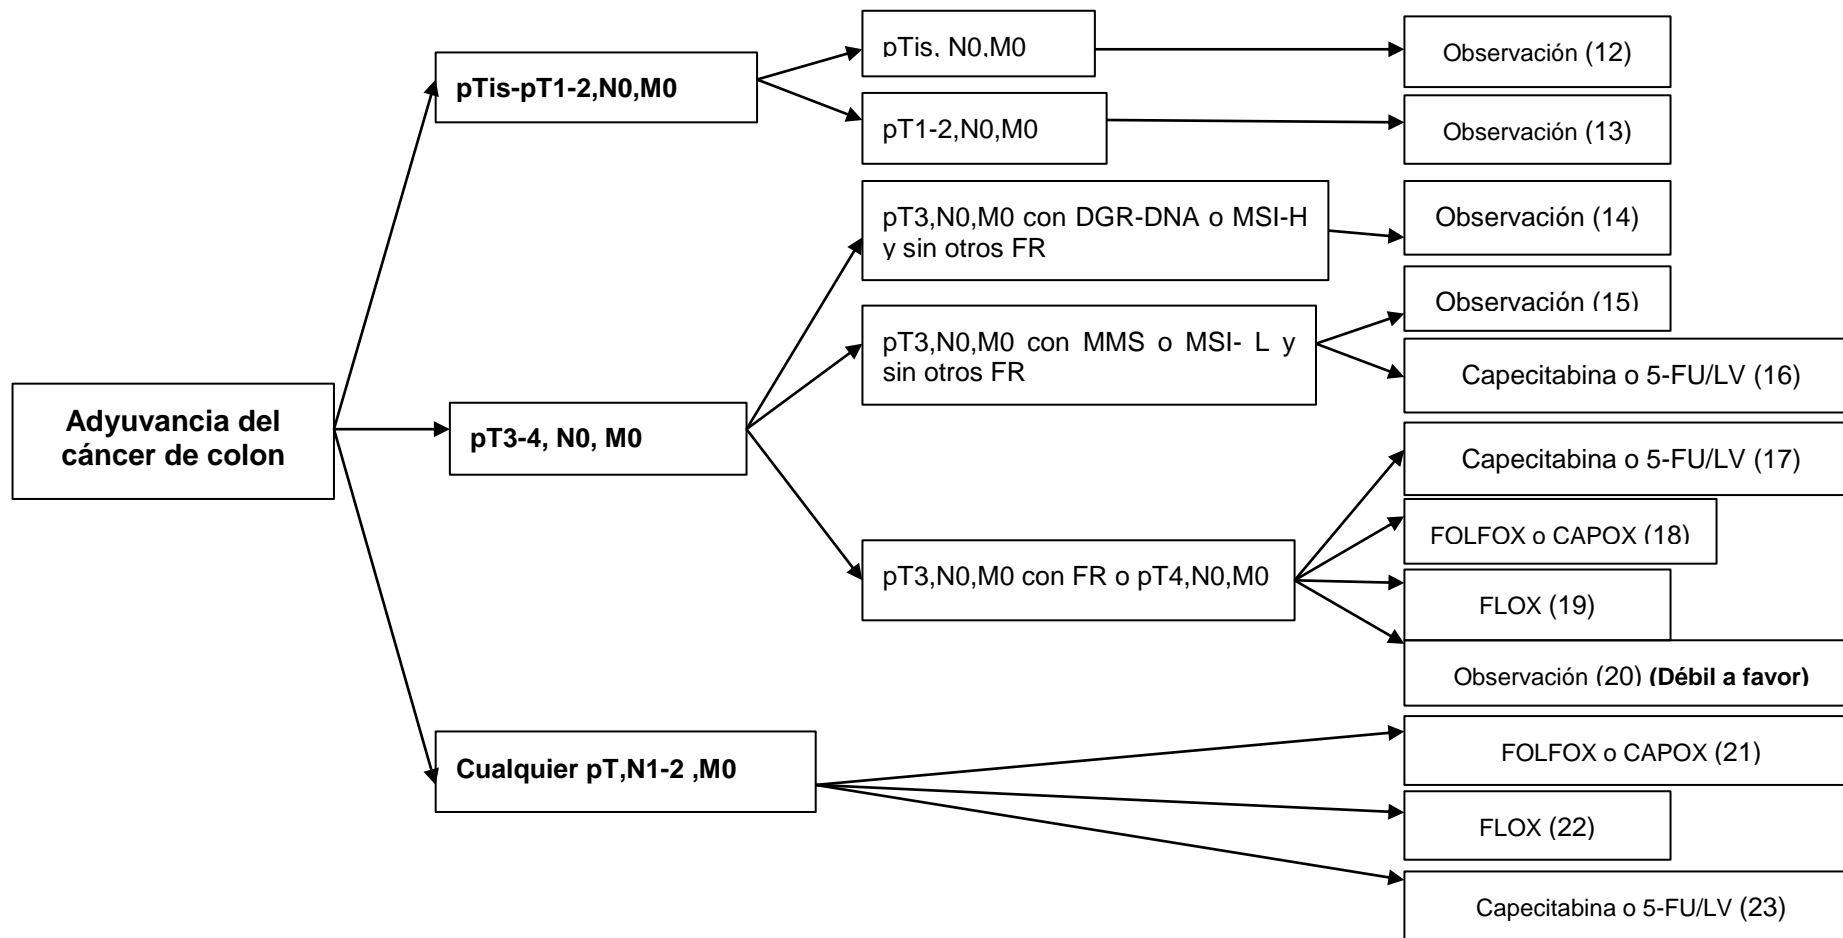 Adyuvancia del
cáncer de colon
pTis-pT1-2,N0,M0
pTis, N0,M0
Observación (12)
pT1-2,N0,M0
Observación (13)
pT3-4, N0, M0
pT3,N0,M0 con DGR-DNA o MSI-H
y sin otros FR
Observación (14)
pT3,N0,M0 con MMS o MSI- L y
sin otros FR
Observación (15)
Capecitabina o 5-FU/LV (16)
pT3,N0,M0 con FR o pT4,N0,M0
Capecitabina o 5-FU/LV (17)
FOLFOX o CAPOX (18)
FLOX (19)
Observación (20) (Débil a favor)
Cualquier pT,N1-2 ,M0
FOLFOX o CAPOX (21)
FLOX (22)
Capecitabina o 5-FU/LV (23)